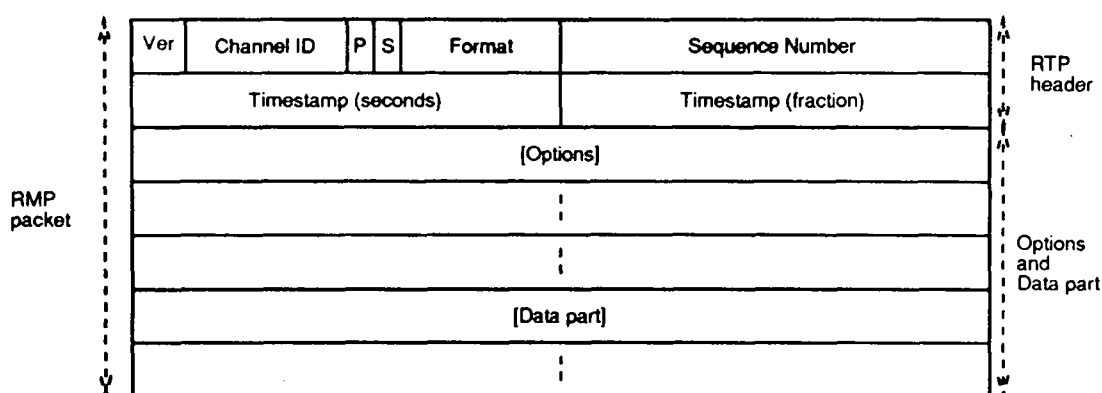 Ver Channel ID P S Format Sequence Number
RTP
header
Timestamp (seconds) Timestamp (fraction)
[Options]
RMP
packet
Options
and
Data part
[Data part]